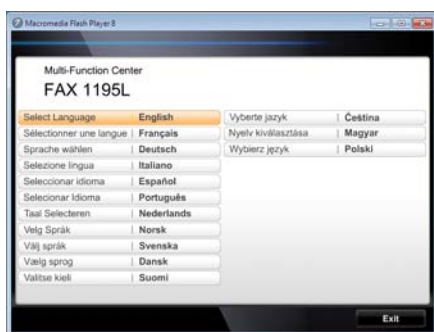 Macromedia Flash Player 8
Multi-Function Center
FAX 1195L
Select Language | English
Sélectionner une langue | Français
Sprache wählen | Deutsch
Selezione lingua | Italiano
Seleccionar idioma | Español
Selecionar Idioma | Português
Taal Selecteren | Nederlands
Velg Språk | Norsk
Välj språk | Svenska
Vælg sprog | Dansk
Valitse kieli | Suomi
Vyberte jazyk | Čeština
Nyelv kiválasztása | Magyar
Wybierz język | Polski
Exit